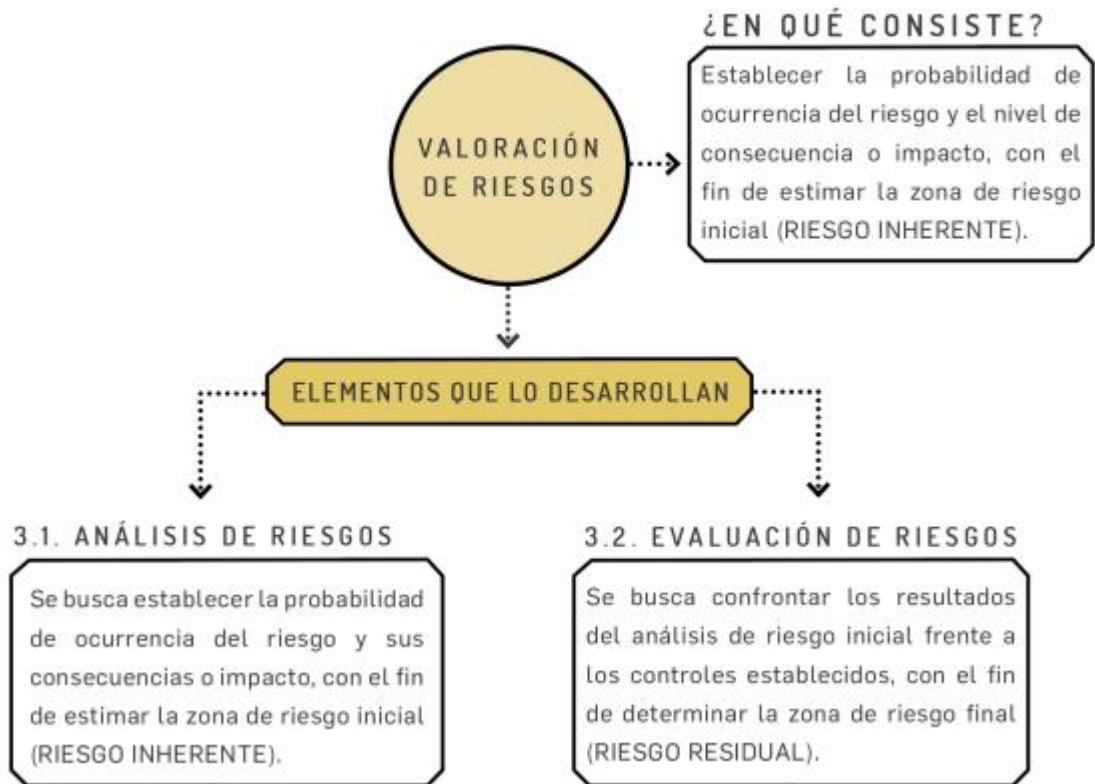 ¿EN QUÉ CONSISTE?
VALORACIÓN
DE RIESGOS
Establecer la probabilidad de
ocurrencia del riesgo y el nivel de
consecuencia o impacto, con el
fin de estimar la zona de riesgo
inicial (RIESGO INHERENTE).
ELEMENTOS QUE LO DESARROLLAN
3.1. ANÁLISIS DE RIESGOS
Se busca establecer la probabilidad
de ocurrencia del riesgo y sus
consecuencias o impacto, con el fin
de estimar la zona de riesgo inicial
(RIESGO INHERENTE).
3.2. EVALUACIÓN DE RIESGOS
Se busca confrontar los resultados
del análisis de riesgo inicial frente a
los controles establecidos, con el fin
de determinar la zona de riesgo final
(RIESGO RESIDUAL).